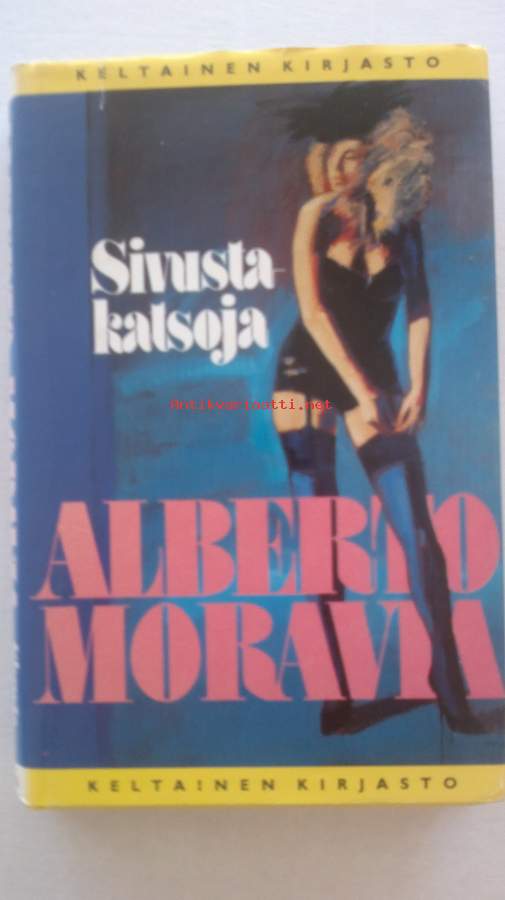 KELTAINEN KIRJASTO
Sivusta-
katsoja
Antikvariaatti.net
ALBERTO
MORAVIA
KELTAINEN KIRJASTO